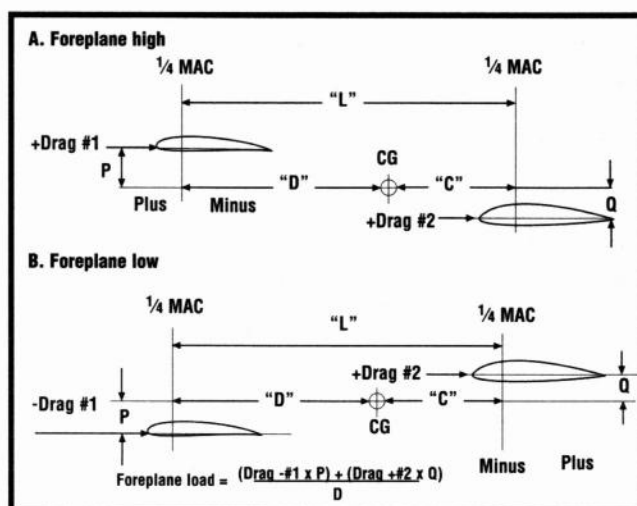 A. Foreplane high
¼ MAC
¼ MAC
“L”
+Drag #1
P
CG
“D”
“C”
Q
Plus
Minus
+Drag #2
B. Foreplane low
¼ MAC
¼ MAC
“L”
+Drag #2
-Drag #1
P
“D”
“C”
Q
CG
Minus
Plus
Foreplane load = (Drag -#1 x P) + (Drag +#2 x Q)
D